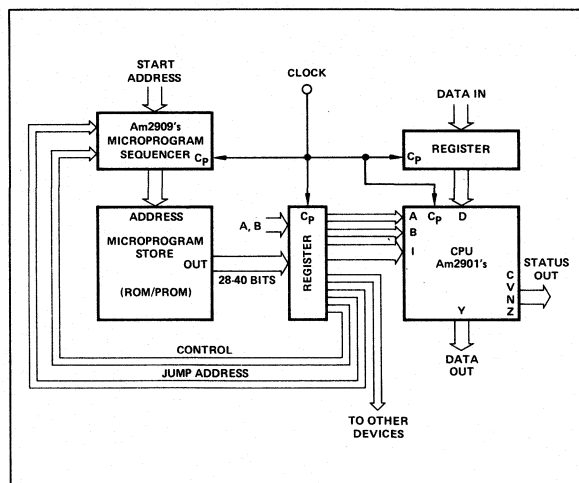 START
ADDRESS
CLOCK
DATA IN
Am2909's
MICROPROGRAM
SEQUENCER
CP
CP
REGISTER
ADDRESS
MICROPROGRAM
STORE
OUT
(ROM/PROM)
28-40 BITS
A, B
CP
REGISTER
A
B
I
CP
D
CPU
Am2901's
C
V
N
Z
Y
STATUS
OUT
DATA
OUT
CONTROL
JUMP ADDRESS
TO OTHER
DEVICES